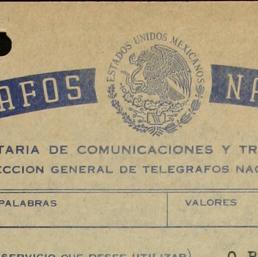 ESTADOS UNIDOS MEXICANOS
AFOS NA
TARIA DE COMUNICACIONES Y TR
ECCION GENERAL DE TELEGRAFOS NAC
PALABRAS VALORES
SERVICIO QUE DESEE UTILIZAR)